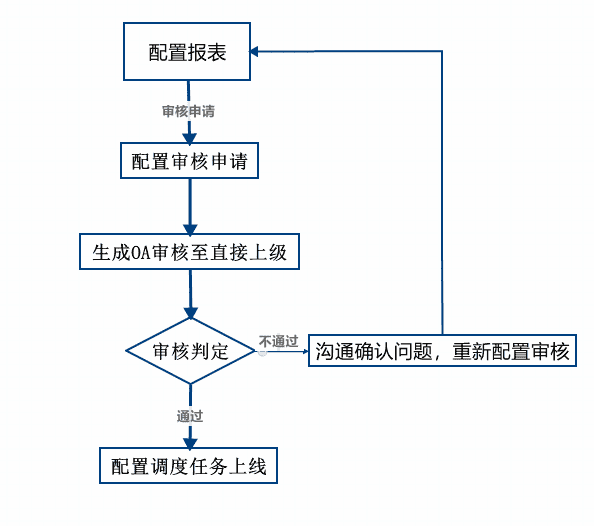 配置报表
审核申请
配置审核申请
生成OA审核至直接上级
审核判定
不通过
沟通确认问题，重新配置审核
通过
配置调度任务上线